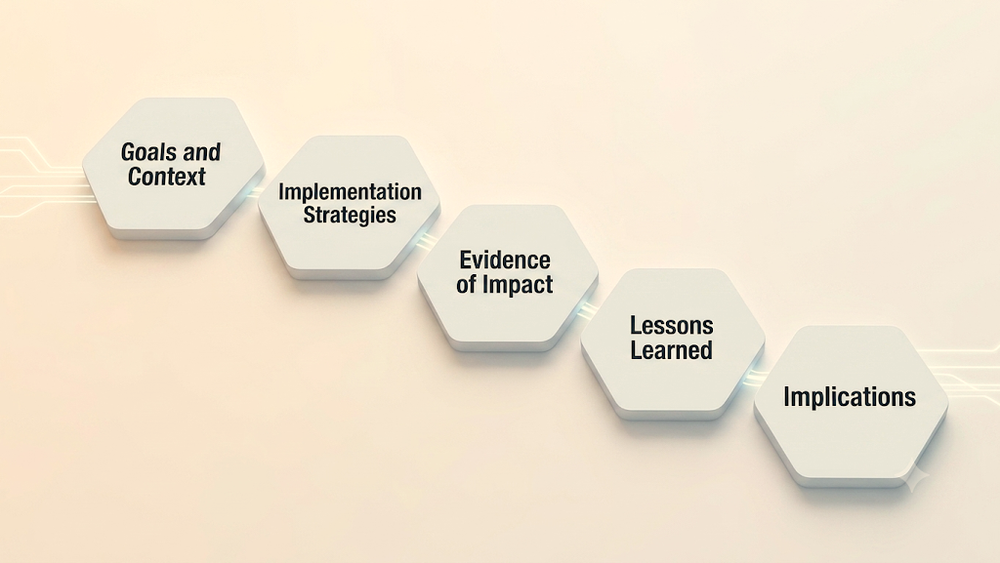 Goals and
Context
Implementation
Strategies
Evidence
of Impact
Lessons
Learned
Implications